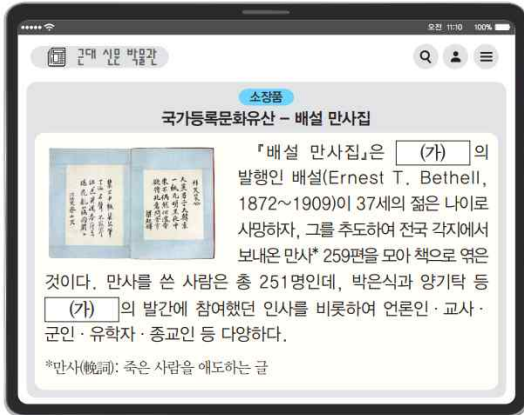 오전 11:10 100%
근대 신문 박물관
소장품
국가등록문화유산 – 배설 만사집
『배설 만사집』은 (가) 의
발행인 배설(Ernest T. Bethell,
1872~1909)이 37세의 젊은 나이로
사망하자, 그를 추도하여 전국 각지에서
보내온 만사* 259편을 모아 책으로 엮은
것이다. 만사를 쓴 사람은 총 251명인데, 박은식과 양기탁 등
(가) 의 발간에 참여했던 인사를 비롯하여 언론인 · 교사 ·
군인 · 유학자 · 종교인 등 다양하다.
*만사(輓詞): 죽은 사람을 애도하는 글